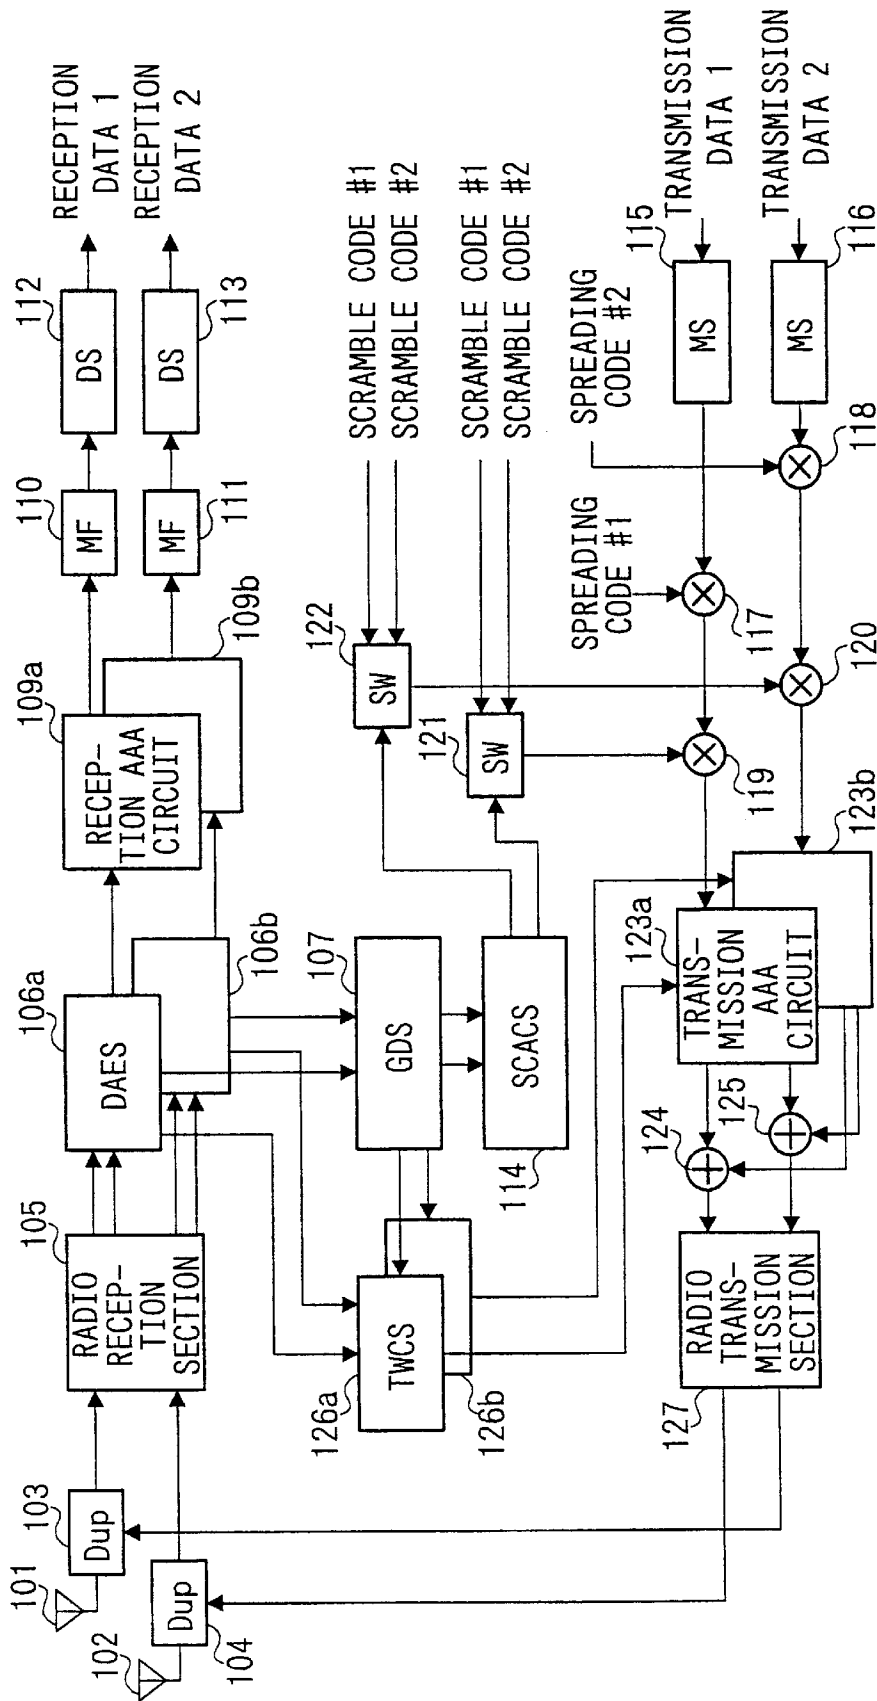 101
102
103
Dup
Dup
104
105
RADIO
RECEP-
TION
SECTION
106a
DAES
106b
109a
RECEP-
TION AAA
CIRCUIT
109b
110
MF
MF
111
112
DS
DS
113
RECEPTION
DATA 1
RECEPTION
DATA 2
107
GDS
SCACS
114
126a
TWCS
126b
122
SW
121
SW
SCRAMBLE CODE #1
SCRAMBLE CODE #2
SCRAMBLE CODE #1
SCRAMBLE CODE #2
SPREADING
CODE #1
SPREADING
CODE #2
115
MS
MS
116
TRANSMISSION
DATA 1
TRANSMISSION
DATA 2
117
118
119
120
123a
TRANS-
MISSION
AAA
CIRCUIT
123b
124
125
RADIO
TRANS-
MISSION
SECTION
127